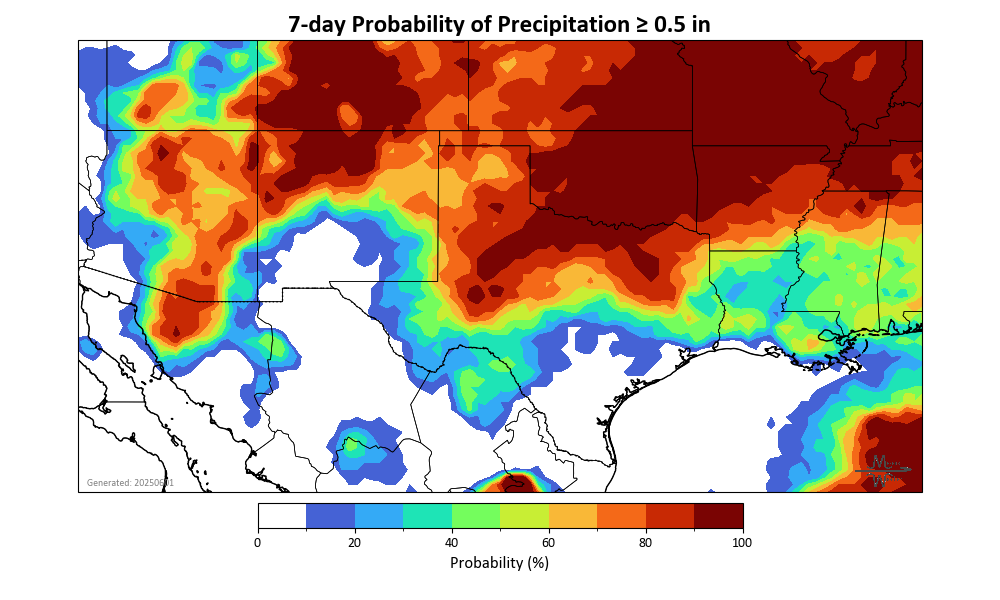 7-day Probability of Precipitation ≥ 0.5 in
Generated: 20250601
0 20 40 60 80 100
Probability (%)